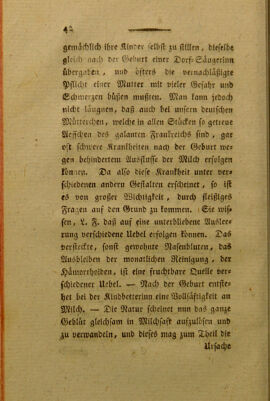 42
gemächlich ihre Kinder selbst zu stillen, dieselbe
gleich nach der Geburt einer Dorf-Säugerinn
übergaben, und öfters die vernachläßigte
Pflicht einer Mutter mit vieler Gefahr und
Schmerzen büßen mußten. Man kann jedoch
nicht läugnen, daß auch bei unsern deutschen
Mütterchen, welche in allen Stücken so getreue
Aeffchen des galanten Frankreichs sind, gar
oft schwere Krankheiten nach der Geburt we-
gen behindertem Ausflusse der Milch erfolgen
können. Da also diese Krankheit unter ver-
schiedenen andern Gestalten erscheinet, so ist
es von großer Wichtigkeit, durch fleißiges
Fragen auf den Grund zu kommen. Sie wis-
sen, L. F. daß auf eine unterbliebene Auslee-
rung verschiedene Uebel erfolgen können. Das
versteckte, sonst gewohnte Nasenbluten, das
Ausbleiben der monatlichen Reinigung, der
Hämorrhoiden, ist eine fruchtbare Quelle ver-
schiedener Uebel. — Nach der Geburt entste-
het bei der Kindbetterinn eine Vollsäftigkeit an
Milch. — Die Natur scheinet nun das ganze
Geblüt gleichsam in Milchsaft aufzulösen und
zu verwandeln, und dieses mag zum Theil die
Ursache